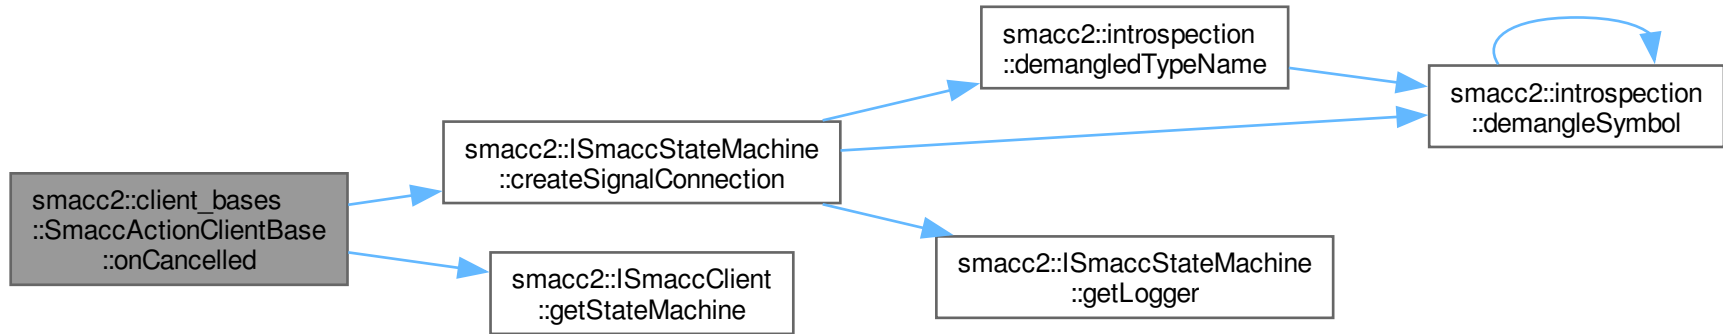 smacc2::client_bases
::SmaccActionClientBase
::onCancelled
smacc2::ISmaccStateMachine
::createSignalConnection
smacc2::introspection
::demangledTypeName
smacc2::introspection
::demangleSymbol
smacc2::ISmaccStateMachine
::getLogger
smacc2::ISmaccClient
::getStateMachine